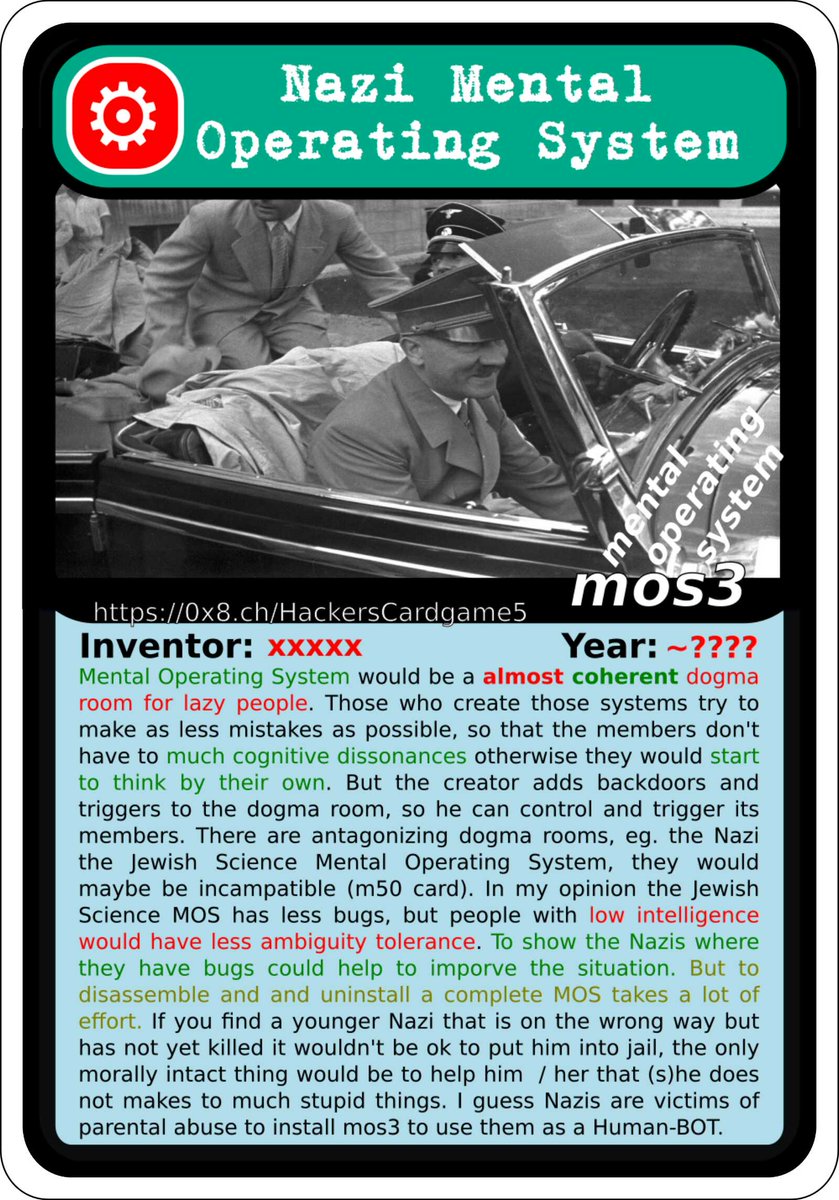 Nazi Mental
Operating System
mental
operating
system
mos3
https://0x8.ch/HackersCardgame5
Inventor: xxxxx Year: ~????
Mental Operating System would be a almost coherent dogma
room for lazy people. Those who create those systems try to
make as less mistakes as possible, so that the members don't
have to much cognitive dissonances otherwise they would start
to think by their own. But the creator adds backdoors and
triggers to the dogma room, so he can control and trigger its
members. There are antagonizing dogma rooms, eg. the Nazi
the Jewish Science Mental Operating System, they would
maybe be incampatible (m50 card). In my opinion the Jewish
Science MOS has less bugs, but people with low intelligence
would have less ambiguity tolerance. To show the Nazis where
they have bugs could help to imporve the situation. But to
disassemble and and uninstall a complete MOS takes a lot of
effort. If you find a younger Nazi that is on the wrong way but
has not yet killed it wouldn't be ok to put him into jail, the only
morally intact thing would be to help him / her that (s)he does
not makes to much stupid things. I guess Nazis are victims of
parental abuse to install mos3 to use them as a Human-BOT.